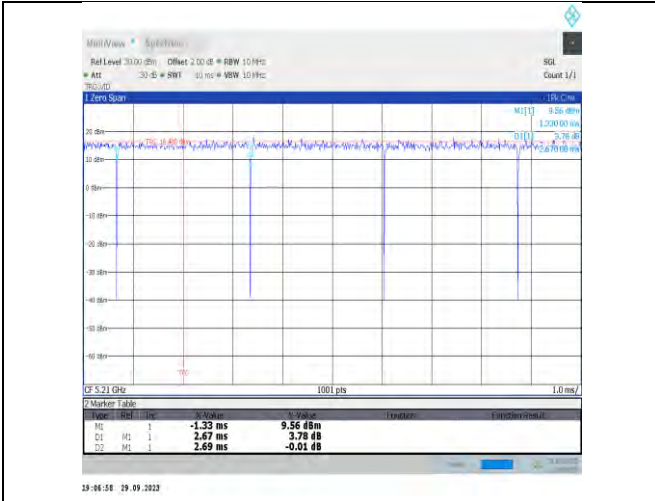 MultiView Spectrum
Ref Level 30.00 dBm Offset 2.00 dB RBW 10 MHz SGL
Att 30 dB SWT 10 ms VBW 10 MHz Count 1/1
TRG:VID
1 Zero Span 1Pk Clrw
M1[1] 9.56 dBm
D1[1] 3.78 dB
20 dBm
10 dBm
0 dBm
-10 dBm
-20 dBm
-30 dBm
-40 dBm
-50 dBm
-60 dBm
TRG
CF 5.21 GHz 1001 pts 1.0 ms/
2 Marker Table
Type Ref Trc X-Value Y-Value Function Function Result
M1 1 -1.33 ms 9.56 dBm
D1 M1 1 2.67 ms 3.78 dB
D2 M1 1 2.69 ms -0.01 dB
19:06:58 29.09.2023